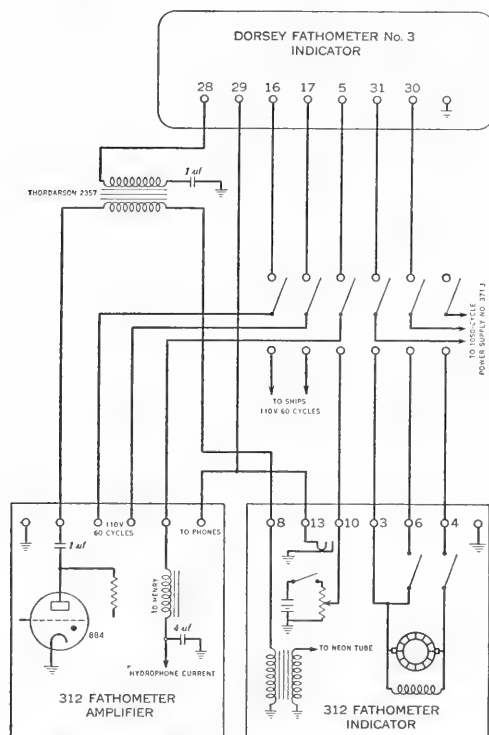 DORSEY FATHOMETER No. 3
INDICATOR
28 29 16 17 5 31 30
1 uf
THORDARSON 2357
TO 1050-CYCLE
POWER SUPPLY NO. 371J
TO SHIPS
110V 60 CYCLES
110V
60 CYCLES
TO PHONES
8 13 10 3 6 4
1 uf
884
TO HENRY
4 uf
HYDROPHONE CURRENT
TO NEON TUBE
312 FATHOMETER
AMPLIFIER
312 FATHOMETER
INDICATOR